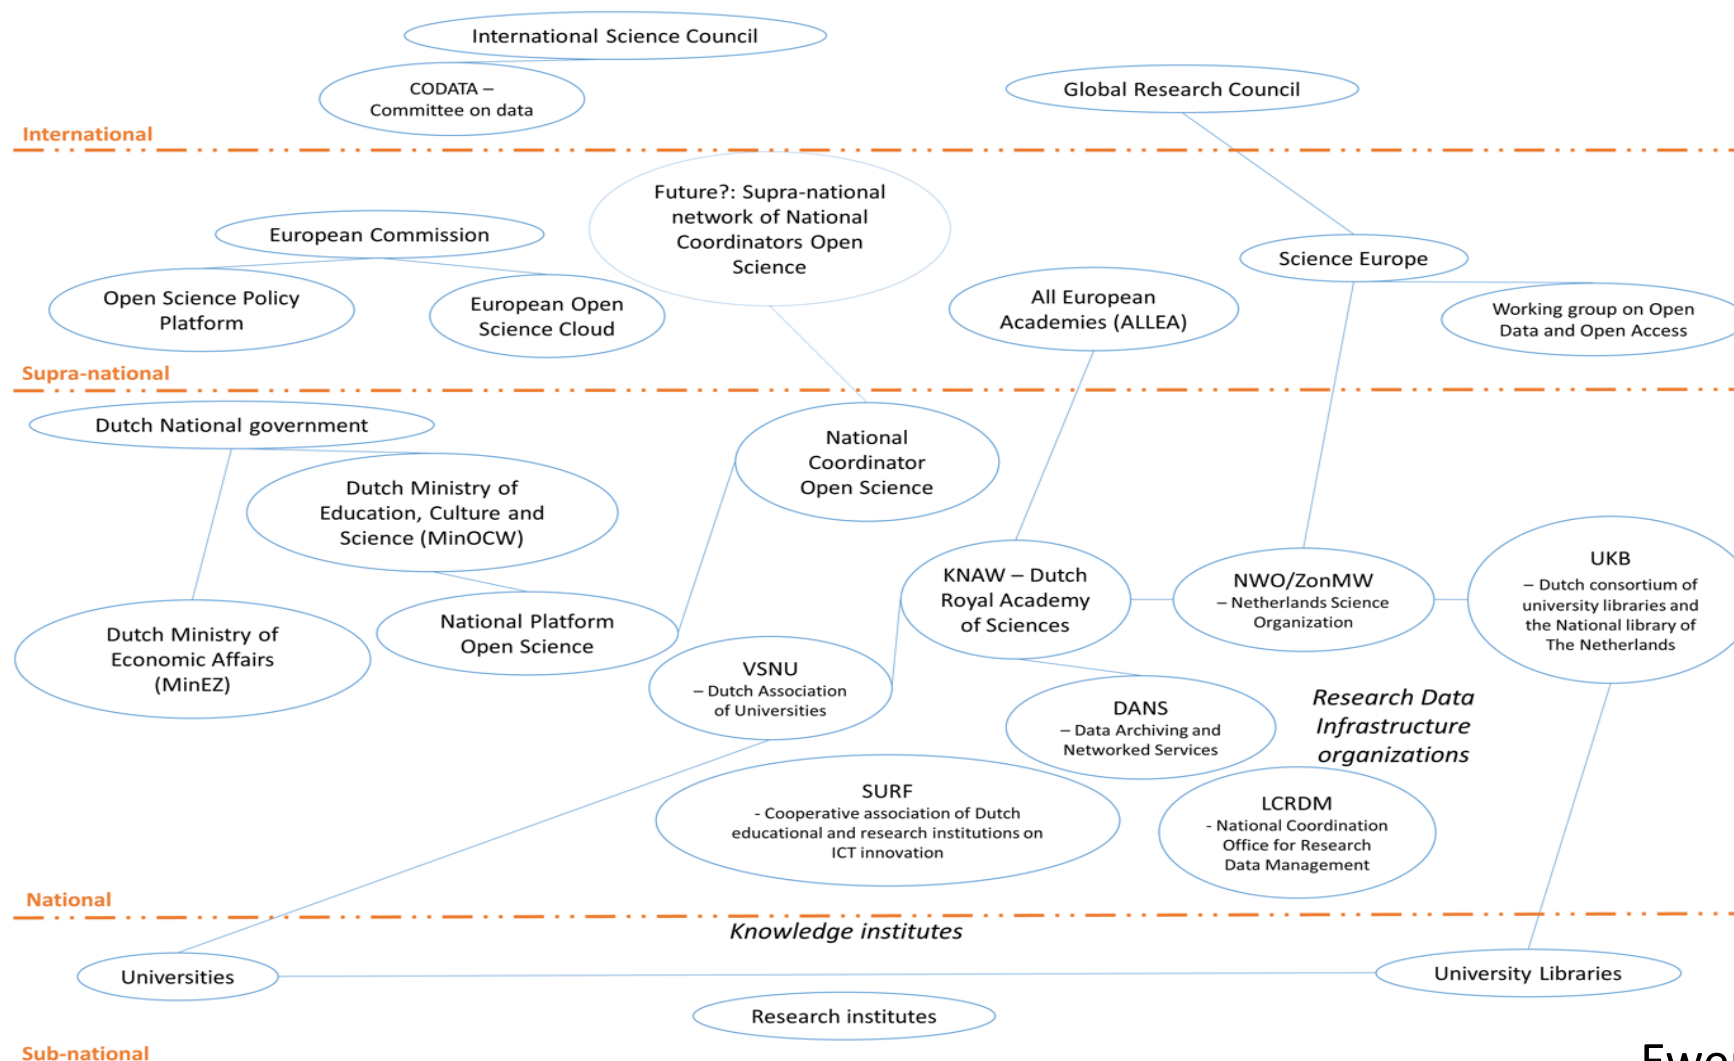 International Science Council
CODATA –
Committee on data
Global Research Council
International
Future?: Supra-national
network of National
Coordinators Open
Science
European Commission
Science Europe
Open Science Policy
Platform
European Open
Science Cloud
All European
Academies (ALLEA)
Working group on Open
Data and Open Access
Supra-national
Dutch National government
National
Coordinator
Open Science
Dutch Ministry of
Education, Culture and
Science (MinOCW)
KNAW – Dutch
Royal Academy
of Sciences
NWO/ZonMW
– Netherlands Science
Organization
UKB
– Dutch consortium of
university libraries and
the National library of
The Netherlands
Dutch Ministry of
Economic Affairs
(MinEZ)
National Platform
Open Science
VSNU
– Dutch Association
of Universities
DANS
– Data Archiving and
Networked Services
Research Data
Infrastructure
organizations
SURF
- Cooperative association of Dutch
educational and research institutions on
ICT innovation
LCRDM
- National Coordination
Office for Research
Data Management
National
Knowledge institutes
Universities
University Libraries
Research institutes
Sub-national